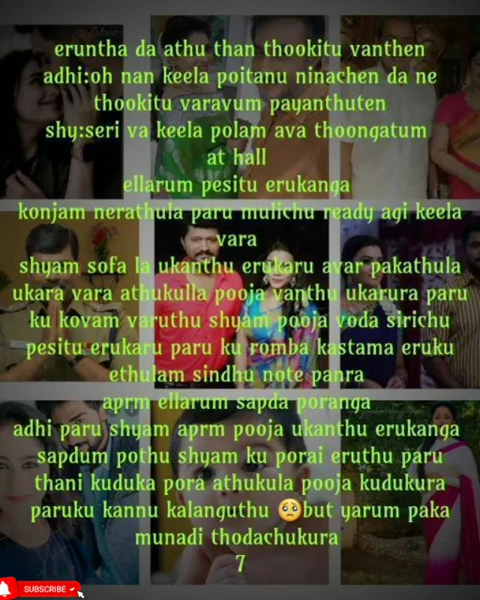 eruntha da athu than thookitu vanthen
adhi:oh nan keela poitanu ninachen da ne
thookitu varavum payanthuten
shy:seri va keela polam ava thoongatum
at hall
ellarum pesitu erukanga
konjam nerathula paru mulichu ready agi keela
vara
shyam sofa la ukanthu erukaru avar pakathula
ukara vara athukulla pooja vanthu ukarura paru
ku kovam varuthu shyam pooja voda sirichu
pesitu erukaru paru ku romba kastama eruku
ethulam sindhu note panra
aprm ellarum sapda poranga
adhi paru shyam aprm pooja ukanthu erukanga
sapdum pothu shyam ku porai eruthu paru
thani kuduka pora athukula pooja kudukura
paruku kannu kalanguthu 🥺but yarum paka
munadi thodachukura
7
SUBSCRIBE